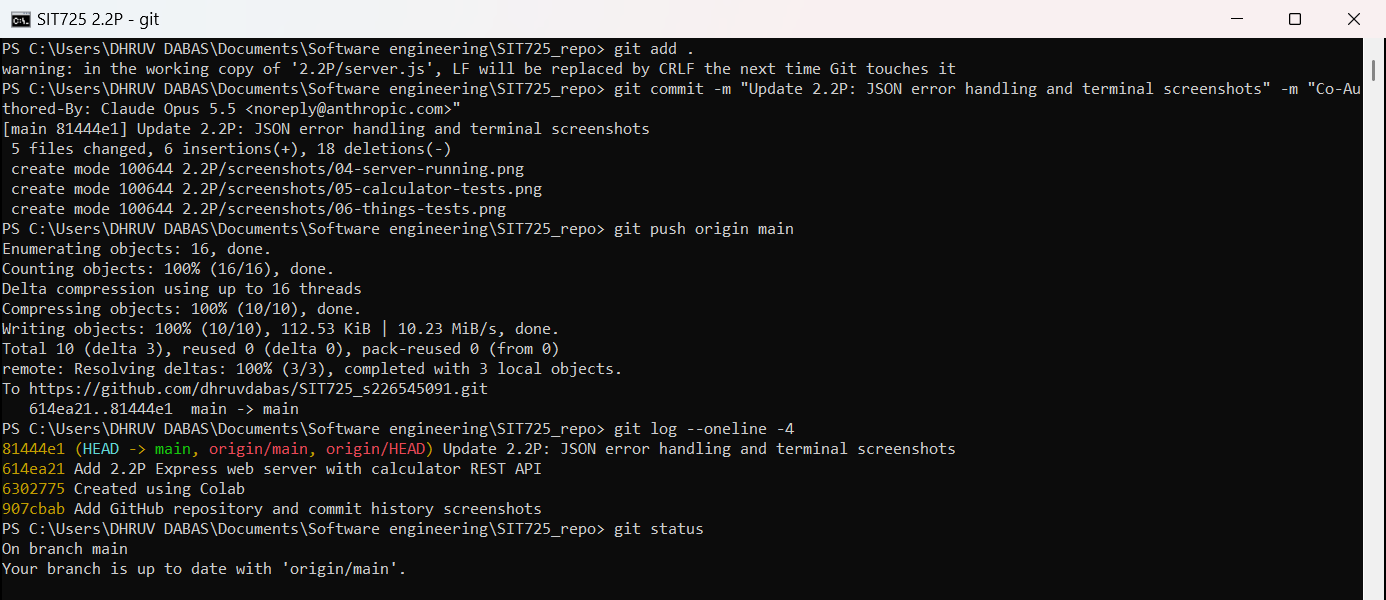 SIT725 2.2P - git
PS C:\Users\DHRUV DABAS\Documents\Software engineering\SIT725_repo> git add .
warning: in the working copy of '2.2P/server.js', LF will be replaced by CRLF the next time Git touches it
PS C:\Users\DHRUV DABAS\Documents\Software engineering\SIT725_repo> git commit -m "Update 2.2P: JSON error handling and terminal screenshots" -m "Co-Au
thored-By: Claude Opus 5.5 <noreply@anthropic.com>"
[main 81444e1] Update 2.2P: JSON error handling and terminal screenshots
 5 files changed, 6 insertions(+), 18 deletions(-)
 create mode 100644 2.2P/screenshots/04-server-running.png
 create mode 100644 2.2P/screenshots/05-calculator-tests.png
 create mode 100644 2.2P/screenshots/06-things-tests.png
PS C:\Users\DHRUV DABAS\Documents\Software engineering\SIT725_repo> git push origin main
Enumerating objects: 16, done.
Counting objects: 100% (16/16), done.
Delta compression using up to 16 threads
Compressing objects: 100% (10/10), done.
Writing objects: 100% (10/10), 112.53 KiB | 10.23 MiB/s, done.
Total 10 (delta 3), reused 0 (delta 0), pack-reused 0 (from 0)
remote: Resolving deltas: 100% (3/3), completed with 3 local objects.
To https://github.com/dhruvdabas/SIT725_s226545091.git
   614ea21..81444e1  main -> main
PS C:\Users\DHRUV DABAS\Documents\Software engineering\SIT725_repo> git log --oneline -4
81444e1 (HEAD -> main, origin/main, origin/HEAD) Update 2.2P: JSON error handling and terminal screenshots
614ea21 Add 2.2P Express web server with calculator REST API
6302775 Created using Colab
907cbab Add GitHub repository and commit history screenshots
PS C:\Users\DHRUV DABAS\Documents\Software engineering\SIT725_repo> git status
On branch main
Your branch is up to date with 'origin/main'.